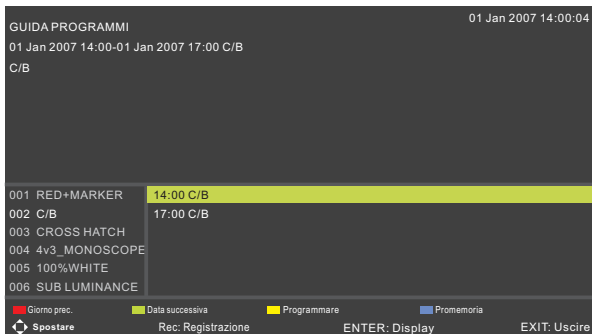 GUIDA PROGRAMMI
01 Jan 2007 14:00:04
01 Jan 2007 14:00-01 Jan 2007 17:00 C/B
C/B
001 RED+MARKER
002 C/B
003 CROSS HATCH
004 4v3_MONOSCOPE
005 100%WHITE
006 SUB LUMINANCE
14:00 C/B
17:00 C/B
Giorno prec. Data successiva Programmare Promemoria
Spostare Rec: Registrazione ENTER: Display EXIT: Uscire